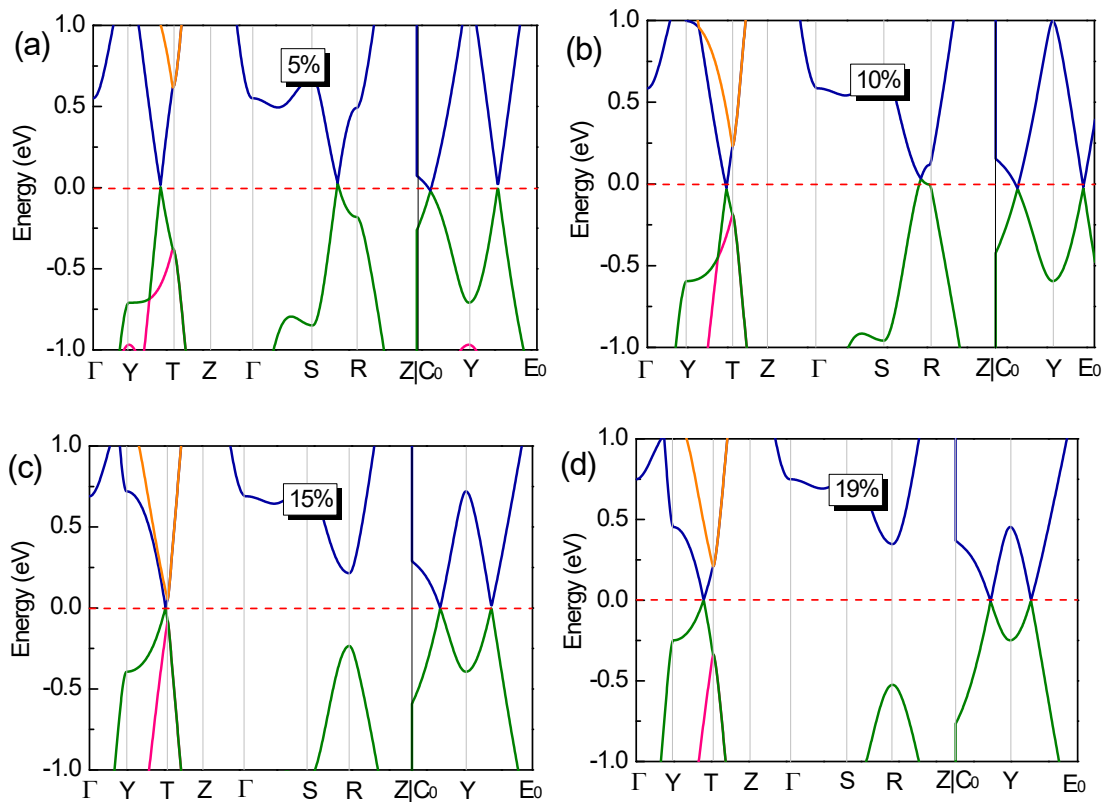 (a)
5%
1.0
0.5
0.0
-0.5
-1.0
Energy (eV)
Γ Y T Z Γ S R Z|C₀ Y E₀
(b)
10%
1.0
0.5
0.0
-0.5
-1.0
Energy (eV)
Γ Y T Z Γ S R Z|C₀ Y E₀
(c)
15%
1.0
0.5
0.0
-0.5
-1.0
Energy (eV)
Γ Y T Z Γ S R Z|C₀ Y E₀
(d)
19%
1.0
0.5
0.0
-0.5
-1.0
Energy (eV)
Γ Y T Z Γ S R Z|C₀ Y E₀